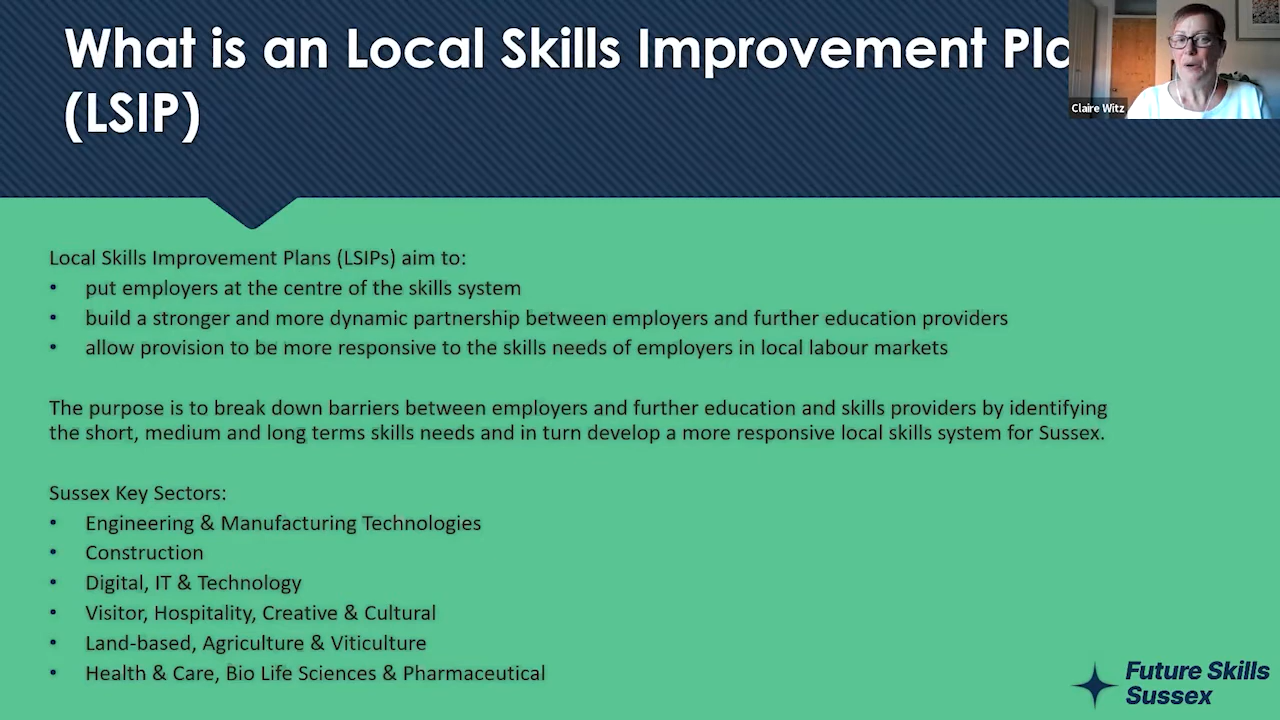 What is an Local Skills Improvement Pla
(LSIP)
Claire Witz
Local Skills Improvement Plans (LSIPs) aim to:
• put employers at the centre of the skills system
• build a stronger and more dynamic partnership between employers and further education providers
• allow provision to be more responsive to the skills needs of employers in local labour markets
The purpose is to break down barriers between employers and further education and skills providers by identifying
the short, medium and long terms skills needs and in turn develop a more responsive local skills system for Sussex.
Sussex Key Sectors:
• Engineering & Manufacturing Technologies
• Construction
• Digital, IT & Technology
• Visitor, Hospitality, Creative & Cultural
• Land-based, Agriculture & Viticulture
• Health & Care, Bio Life Sciences & Pharmaceutical
Future Skills
Sussex